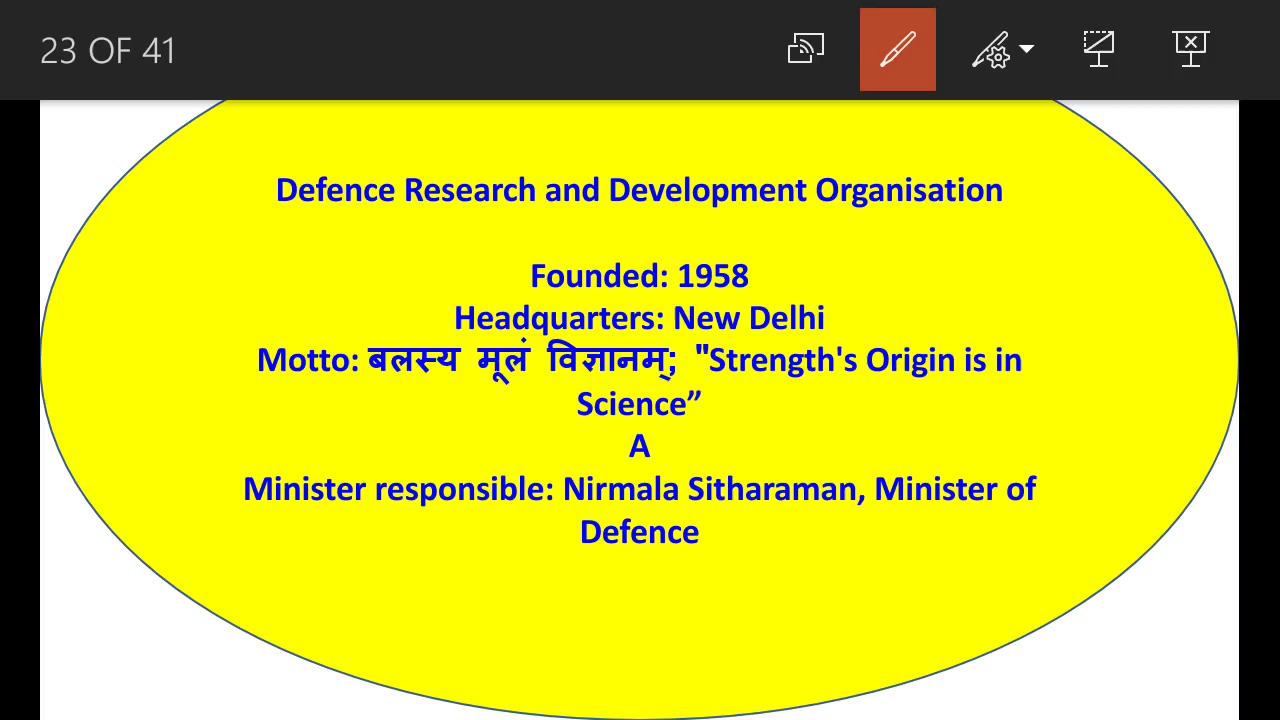 23 OF 41
Defence Research and Development Organisation
Founded: 1958
Headquarters: New Delhi
Motto: बलस्य मूलं विज्ञानम्; "Strength's Origin is in
Science”
A
Minister responsible: Nirmala Sitharaman, Minister of
Defence